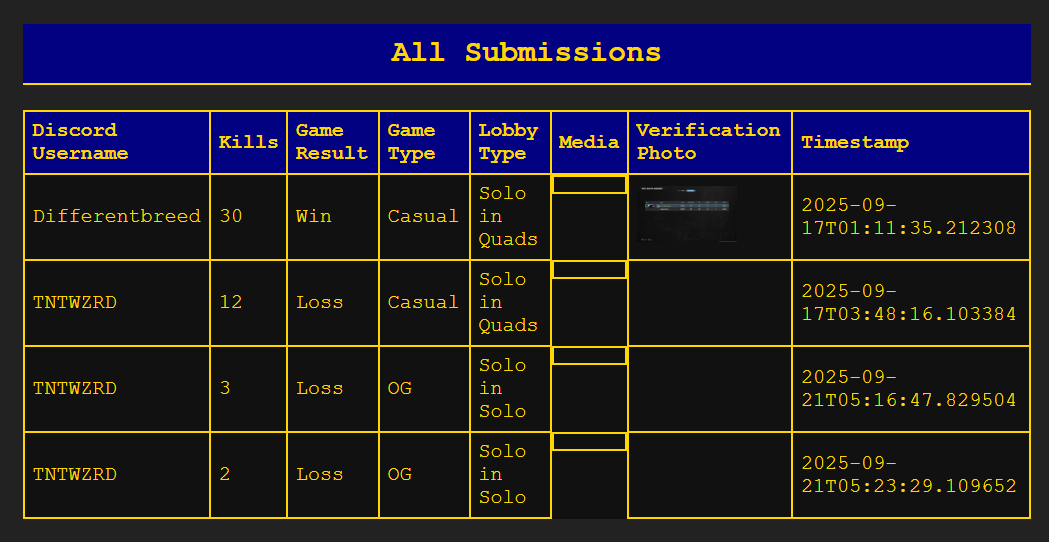 All Submissions
Discord Username
Kills
Game Result
Game Type
Lobby Type
Media
Verification Photo
Timestamp
Differentbreed
30
Win
Casual
Solo in Quads
2025-09-17T01:11:35.212308
TNTWZRD
12
Loss
Casual
Solo in Quads
2025-09-17T03:48:16.103384
TNTWZRD
3
Loss
OG
Solo in Solo
2025-09-21T05:16:47.829504
TNTWZRD
2
Loss
OG
Solo in Solo
2025-09-21T05:23:29.109652